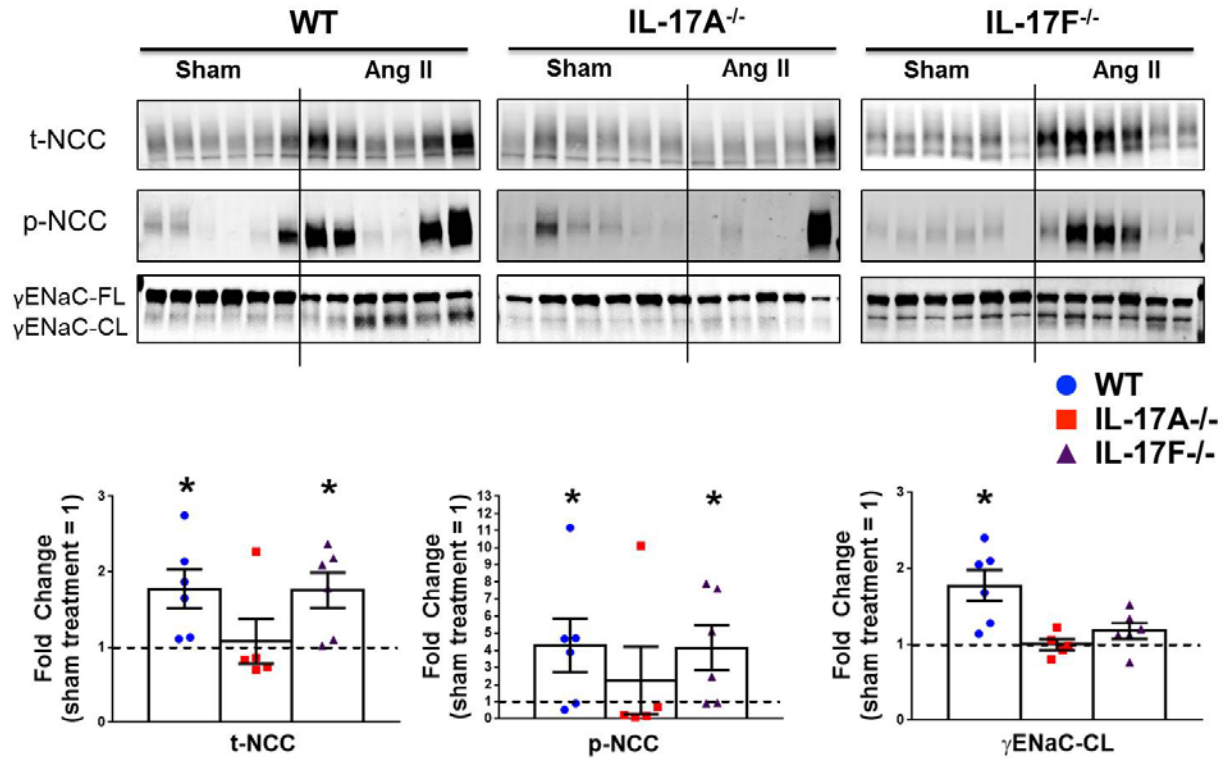 WT IL-17A-/- IL-17F-/-
Sham Ang II Sham Ang II Sham Ang II
t-NCC
p-NCC
γENaC-FL
γENaC-CL
WT
IL-17A-/-
IL-17F-/-
Fold Change
(sham treatment = 1)
3
2
1
0
*
*
t-NCC
Fold Change
(sham treatment = 1)
13
12
11
10
9
8
7
6
5
4
3
2
1
0
*
*
p-NCC
Fold Change
(sham treatment = 1)
3
2
1
0
*
γENaC-CL